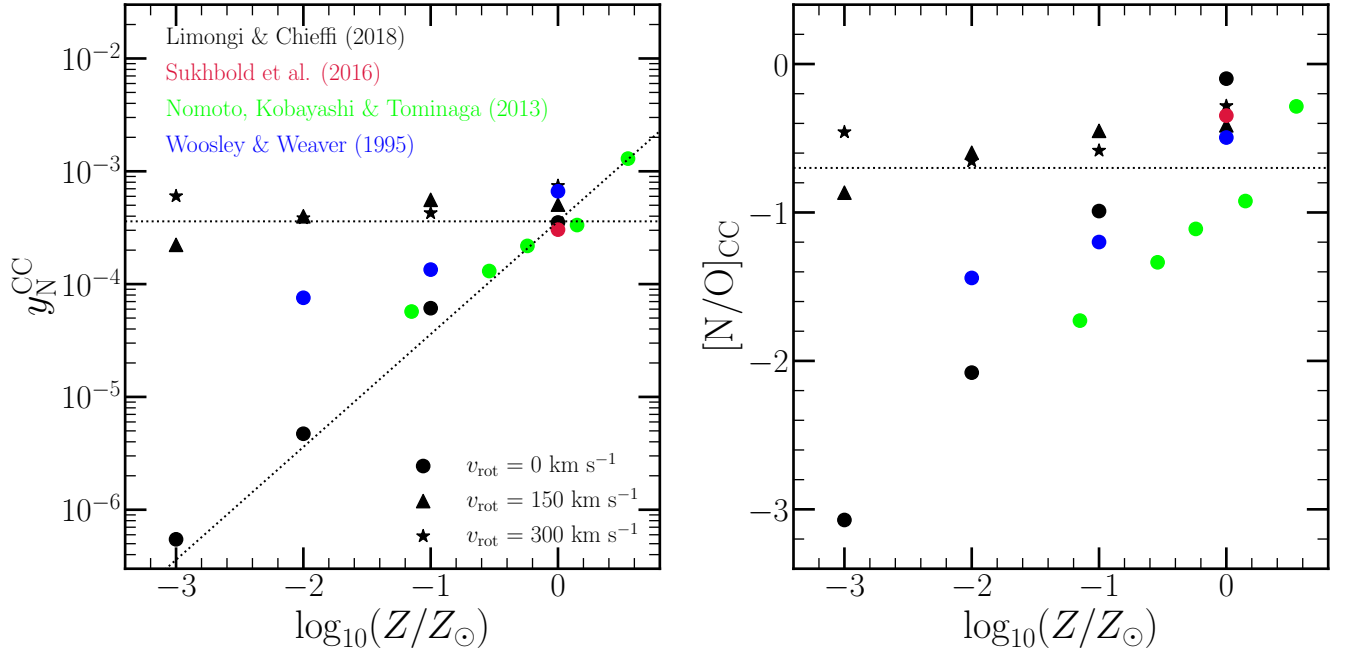 Limongi & Chieffi (2018)
Sukhbold et al. (2016)
Nomoto, Kobayashi & Tominaga (2013)
Woosley & Weaver (1995)
10⁻²
10⁻³
10⁻⁴
10⁻⁵
10⁻⁶
y_N^CC
v_rot = 0 km s⁻¹
v_rot = 150 km s⁻¹
v_rot = 300 km s⁻¹
−3 −2 −1 0
log₁₀(Z/Z☉)
0
−1
−2
−3
[N/O]_CC
−3 −2 −1 0
log₁₀(Z/Z☉)